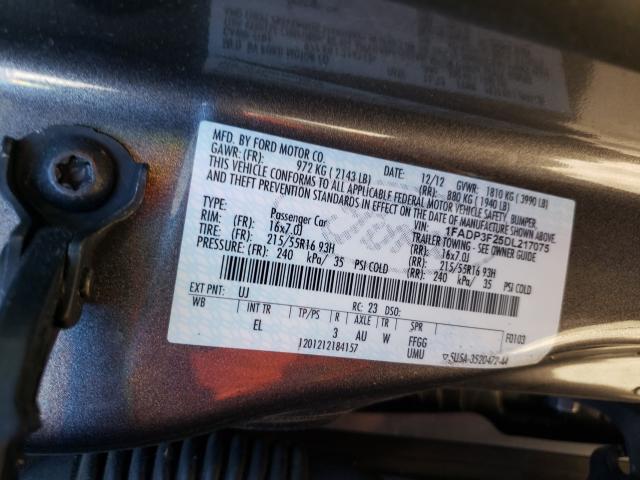 MFD. BY FORD MOTOR CO.
DATE: 12/12 GVWR: 1810 KG ( 3990 LB)
GAWR: (FR): 972 KG ( 2143 LB) (RR): 880 KG ( 1940 LB)
THIS VEHICLE CONFORMS TO ALL APPLICABLE FEDERAL MOTOR VEHICLE SAFETY, BUMPER,
AND THEFT PREVENTION STANDARDS IN EFFECT ON THE DATE OF MANUFACTURE SHOWN ABOVE.
VIN: 1FADP3F25DL217075
TYPE: Passenger Car TRAILER TOWING - SEE OWNER GUIDE
RIM: (FR): 16x7.0J (RR): 16x7.0J
TIRES: (FR): 215/55R16 93H (RR): 215/55R16 93H
PRESSURE: (FR): 240 kPa/ 35 PSI COLD (RR): 240 kPa/ 35 PSI COLD
EXT PNT: UJ RC: 23 DSO:
WB INT TR TP/PS R AXLE TR SPR
EL 3 AU W FFGG F0103
UMU
J201212184157 5U5A-3520472-AA